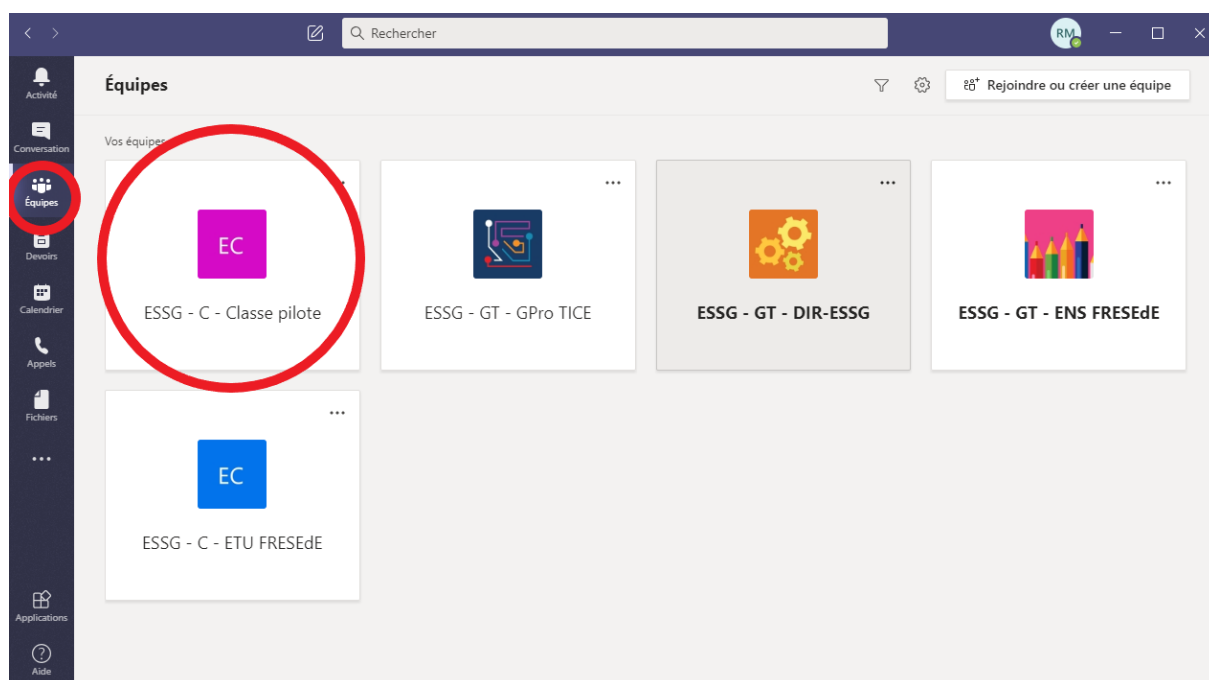 Rechercher
RM
Activité
Conversation
Équipes
Devoirs
Calendrier
Appels
Fichiers
Applications
Aide
Équipes
Rejoindre ou créer une équipe
Vos équipes
EC
ESSG - C - Classe pilote
ESSG - GT - GPro TICE
ESSG - GT - DIR-ESSG
ESSG - GT - ENS FRESEdE
EC
ESSG - C - ETU FRESEdE